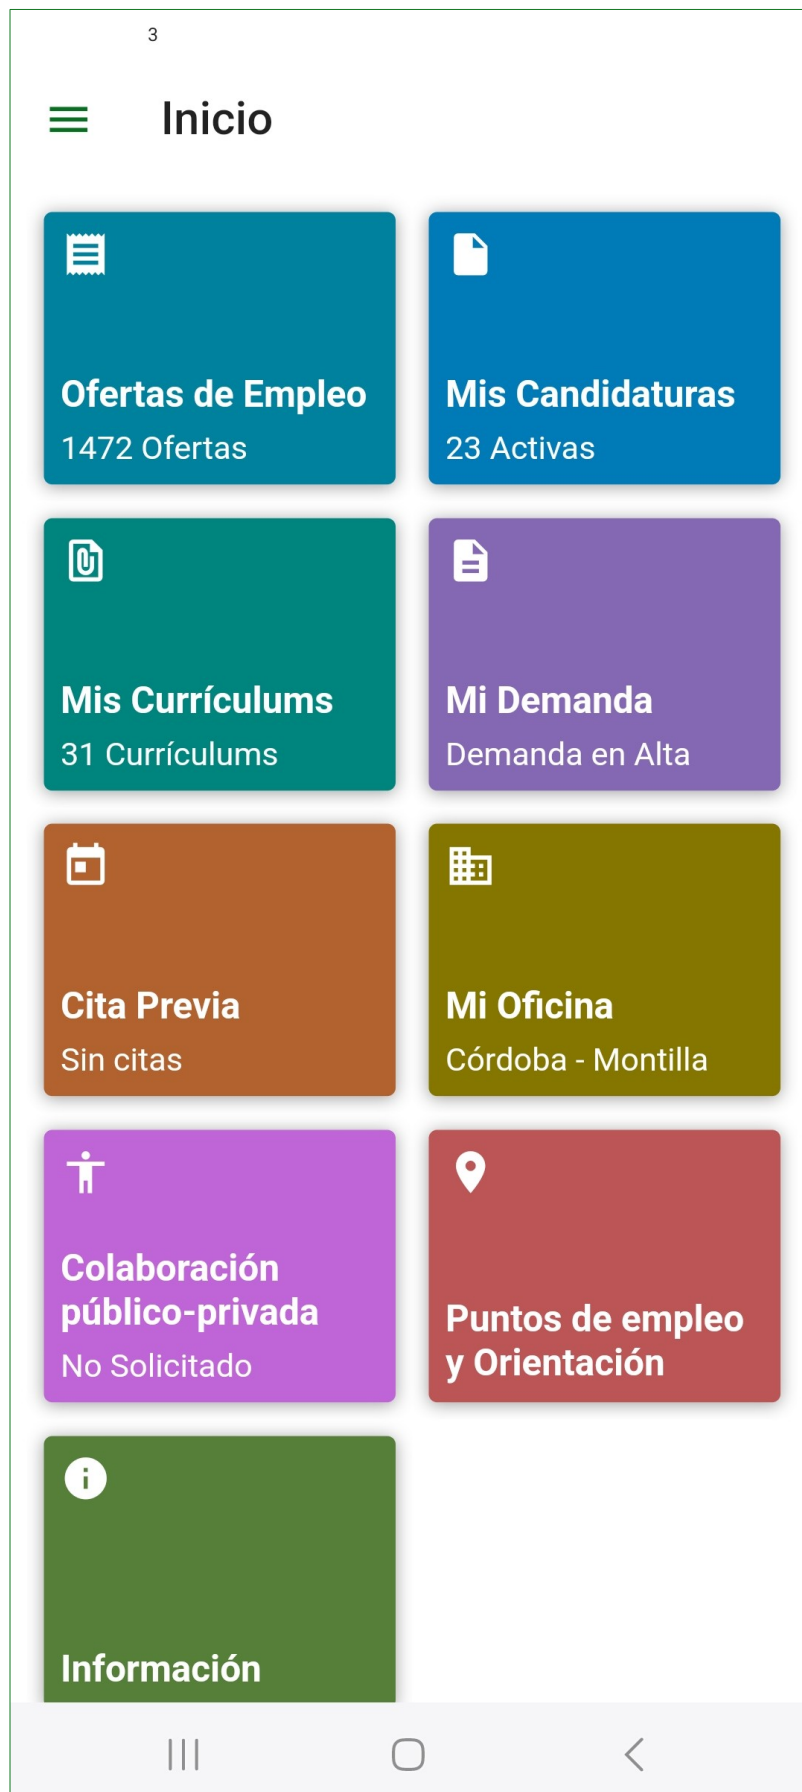 3
Inicio
Ofertas de Empleo
1472 Ofertas
Mis Candidaturas
23 Activas
Mis Currículums
31 Currículums
Mi Demanda
Demanda en Alta
Cita Previa
Sin citas
Mi Oficina
Córdoba - Montilla
Colaboración
público-privada
No Solicitado
Puntos de empleo
y Orientación
Información